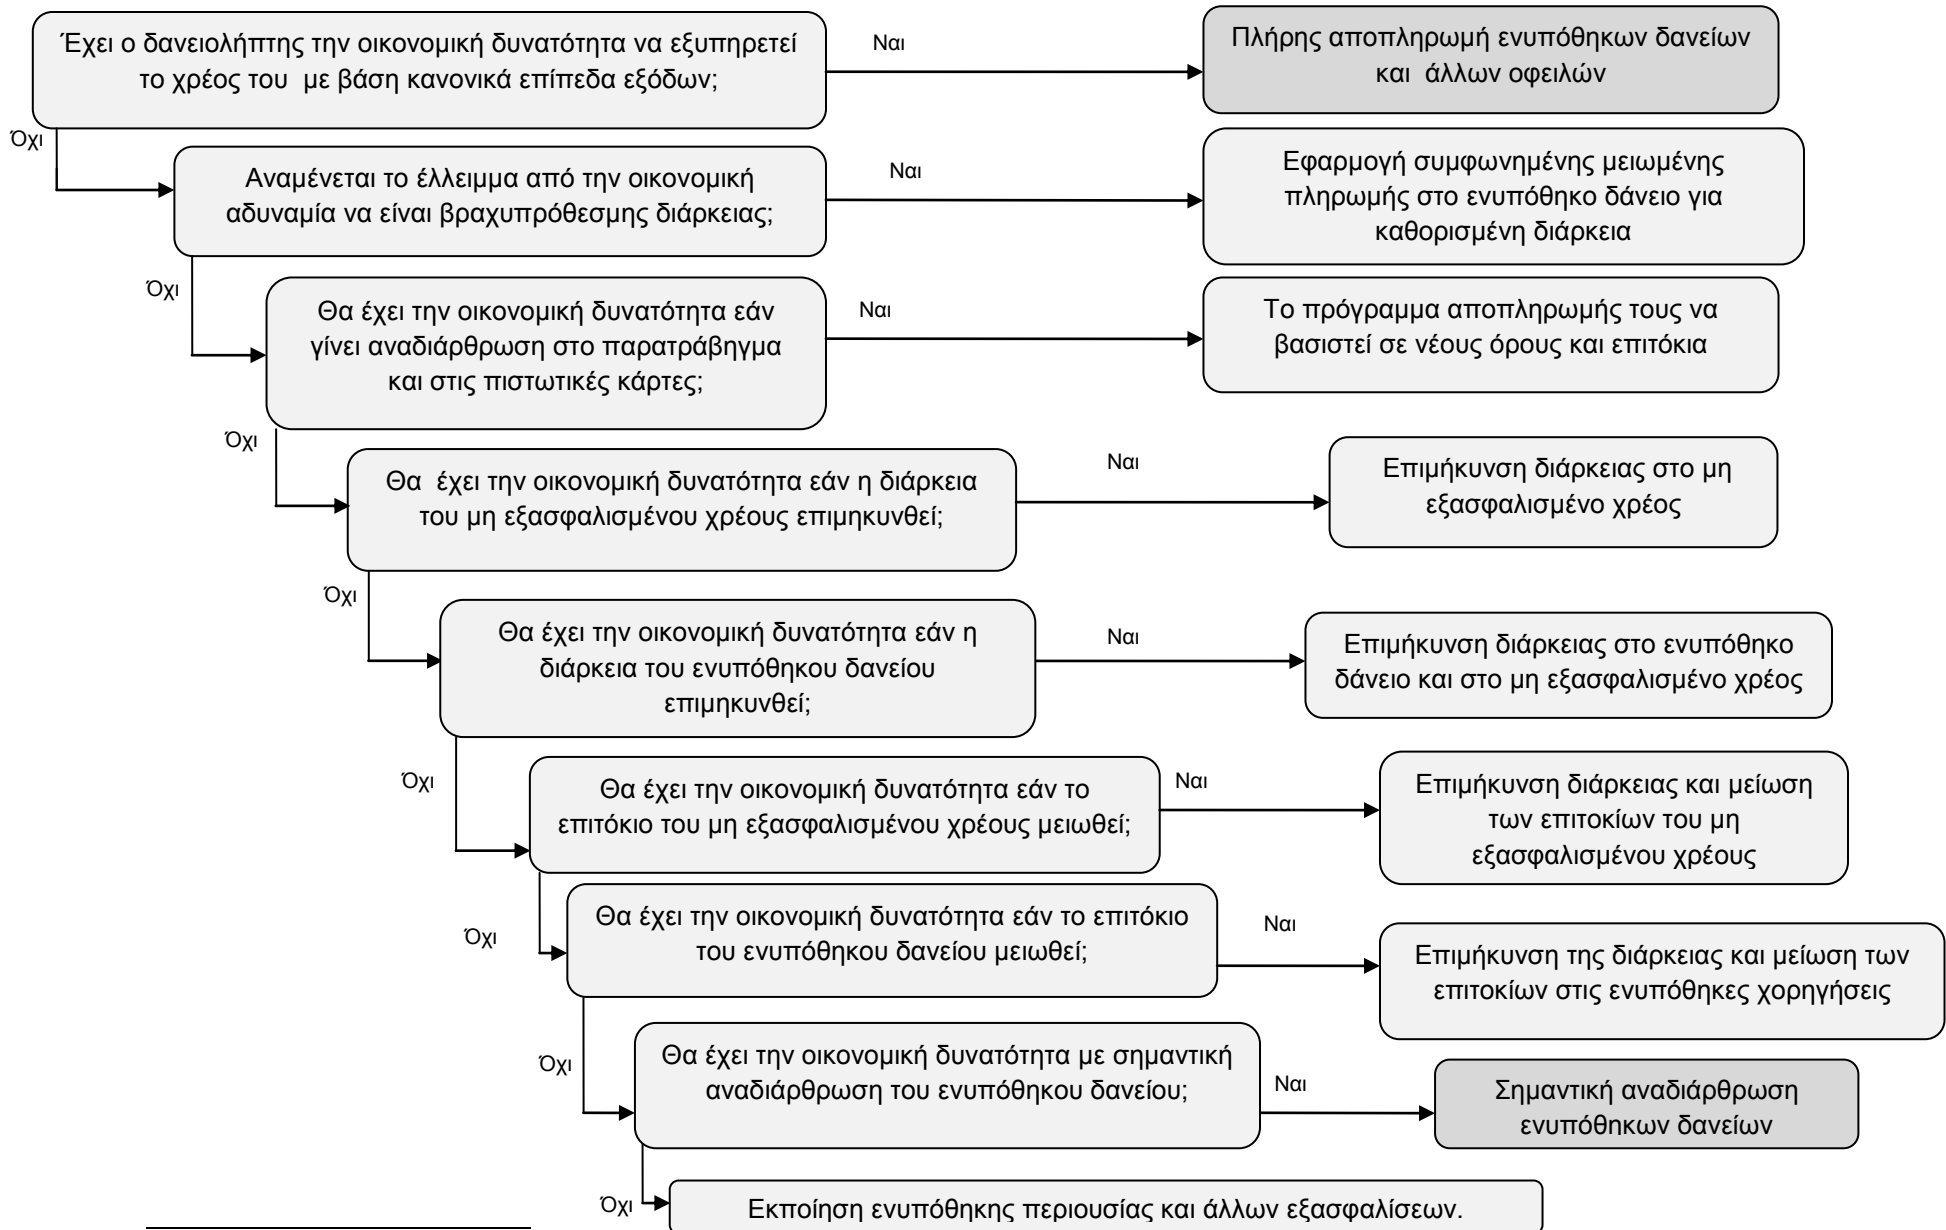 Έχει ο δανειολήπτης την οικονομική δυνατότητα να εξυπηρετεί
το χρέος του με βάση κανονικά επίπεδα εξόδων;
Ναι
Πλήρης αποπληρωμή ενυπόθηκων δανείων
και άλλων οφειλών
Όχι
Αναμένεται το έλλειμμα από την οικονομική
αδυναμία να είναι βραχυπρόθεσμης διάρκειας;
Ναι
Εφαρμογή συμφωνημένης μειωμένης
πληρωμής στο ενυπόθηκο δάνειο για
καθορισμένη διάρκεια
Όχι
Θα έχει την οικονομική δυνατότητα εάν
γίνει αναδιάρθρωση στο παρατράβηγμα
και στις πιστωτικές κάρτες;
Ναι
Το πρόγραμμα αποπληρωμής τους να
βασιστεί σε νέους όρους και επιτόκια
Όχι
Θα έχει την οικονομική δυνατότητα εάν η διάρκεια
του μη εξασφαλισμένου χρέους επιμηκυνθεί;
Ναι
Επιμήκυνση διάρκειας στο μη
εξασφαλισμένο χρέος
Όχι
Θα έχει την οικονομική δυνατότητα εάν η
διάρκεια του ενυπόθηκου δανείου
επιμηκυνθεί;
Ναι
Επιμήκυνση διάρκειας στο ενυπόθηκο
δάνειο και στο μη εξασφαλισμένο χρέος
Όχι
Θα έχει την οικονομική δυνατότητα εάν το
επιτόκιο του μη εξασφαλισμένου χρέους μειωθεί;
Ναι
Επιμήκυνση διάρκειας και μείωση
των επιτοκίων του μη
εξασφαλισμένου χρέους
Όχι
Θα έχει την οικονομική δυνατότητα εάν το επιτόκιο
του ενυπόθηκου δανείου μειωθεί;
Ναι
Επιμήκυνση της διάρκειας και μείωση των
επιτοκίων στις ενυπόθηκες χορηγήσεις
Όχι
Θα έχει την οικονομική δυνατότητα με σημαντική
αναδιάρθρωση του ενυπόθηκου δανείου;
Ναι
Σημαντική αναδιάρθρωση
ενυπόθηκων δανείων
Όχι
Εκποίηση ενυπόθηκης περιουσίας και άλλων εξασφαλίσεων.